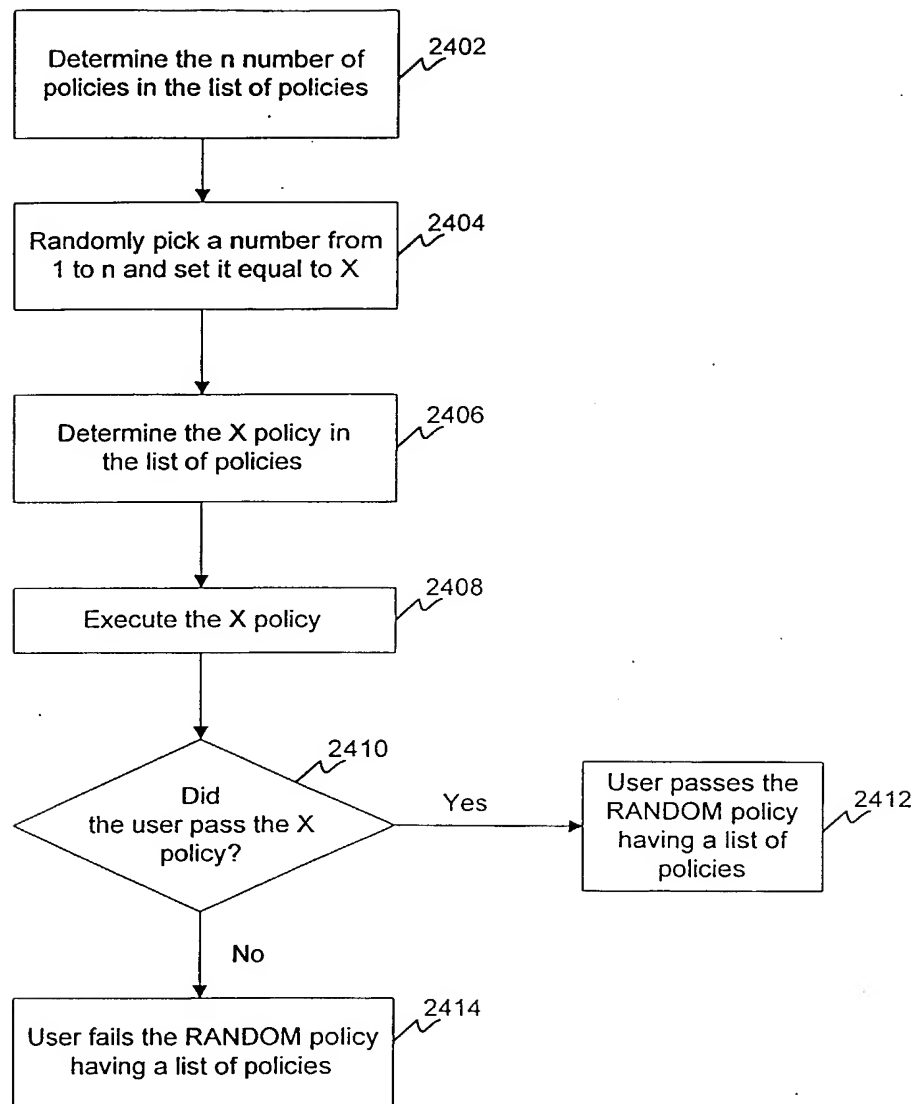 Determine the n number of
policies in the list of policies
2402
Randomly pick a number from
1 to n and set it equal to X
2404
Determine the X policy in
the list of policies
2406
Execute the X policy
2408
Did
the user pass the X
policy?
2410
Yes
User passes the
RANDOM policy
having a list of
policies
2412
No
User fails the RANDOM policy
having a list of policies
2414